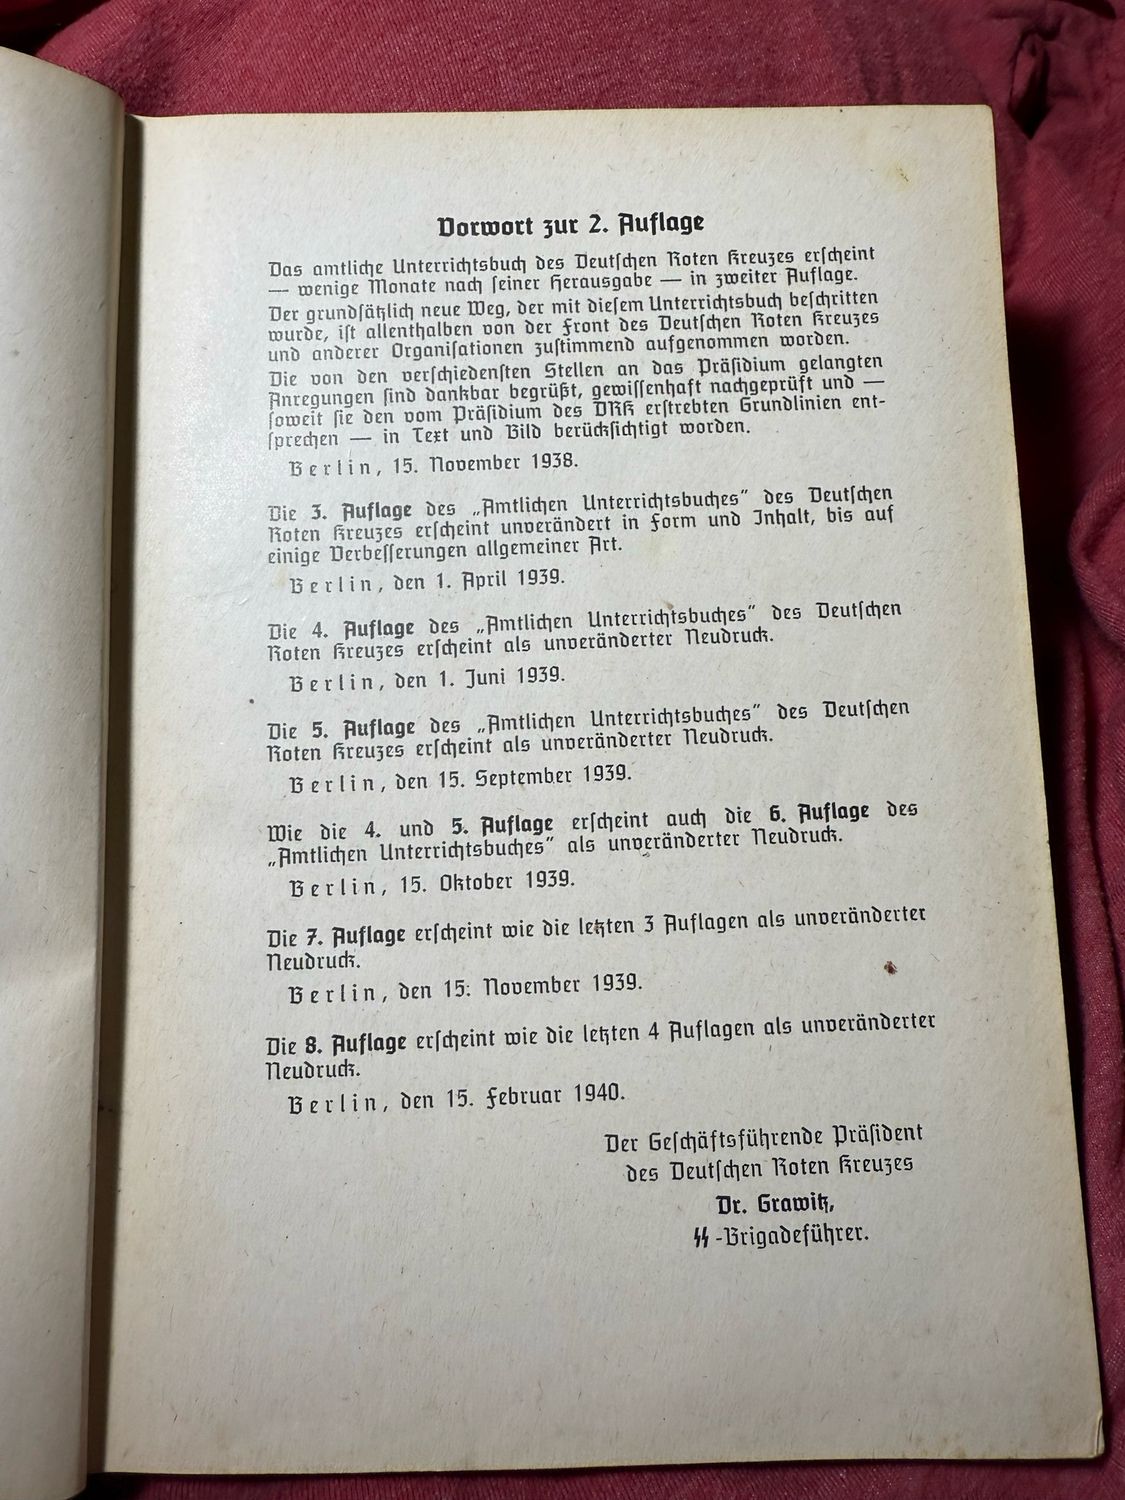 Vorwort zur 2. Auflage
Das amtliche Unterrichtsbuch des Deutschen Roten Kreuzes erscheint
— wenige Monate nach seiner Herausgabe — in zweiter Auflage.
Der grundsätzlich neue Weg, der mit diesem Unterrichtsbuch beschritten
wurde, ist allenthalben von der Front des Deutschen Roten Kreuzes
und anderer Organisationen zustimmend aufgenommen worden.
Die von den verschiedensten Stellen an das Präsidium gelangten
Anregungen sind dankbar begrüßt, gewissenhaft nachgeprüft und —
soweit sie den vom Präsidium des DRK erstrebten Grundlinien ent-
sprechen — in Text und Bild berücksichtigt worden.
Berlin, 15. November 1938.
Die 3. Auflage des „Amtlichen Unterrichtsbuches" des Deutschen
Roten Kreuzes erscheint unverändert in Form und Inhalt, bis auf
einige Verbesserungen allgemeiner Art.
Berlin, den 1. April 1939.
Die 4. Auflage des „Amtlichen Unterrichtsbuches" des Deutschen
Roten Kreuzes erscheint als unveränderter Neudruck.
Berlin, den 1. Juni 1939.
Die 5. Auflage des „Amtlichen Unterrichtsbuches" des Deutschen
Roten Kreuzes erscheint als unveränderter Neudruck.
Berlin, den 15. September 1939.
Wie die 4. und 5. Auflage erscheint auch die 6. Auflage des
„Amtlichen Unterrichtsbuches" als unveränderter Neudruck.
Berlin, 15. Oktober 1939.
Die 7. Auflage erscheint wie die letzten 3 Auflagen als unveränderter
Neudruck.
Berlin, den 15: November 1939.
Die 8. Auflage erscheint wie die letzten 4 Auflagen als unveränderter
Neudruck.
Berlin, den 15. Februar 1940.
Der Geschäftsführende Präsident
des Deutschen Roten Kreuzes
Dr. Grawitz,
SS-Brigadeführer.